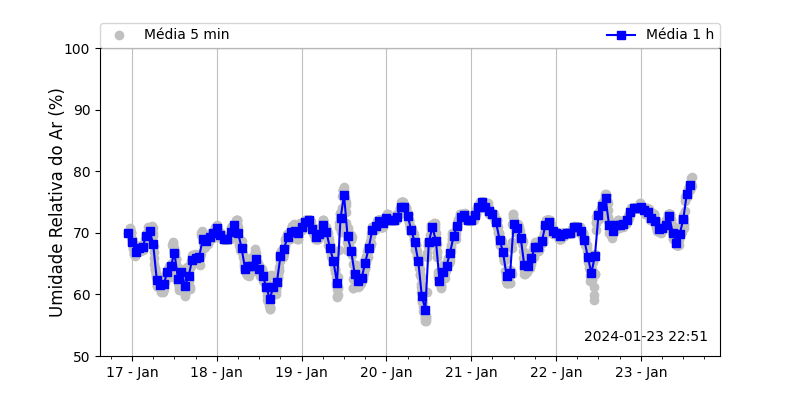 Média 5 min Média 1 h
Umidade Relativa do Ar (%)
100
90
80
70
60
50
2024-01-23 22:51
17 - Jan 18 - Jan 19 - Jan 20 - Jan 21 - Jan 22 - Jan 23 - Jan